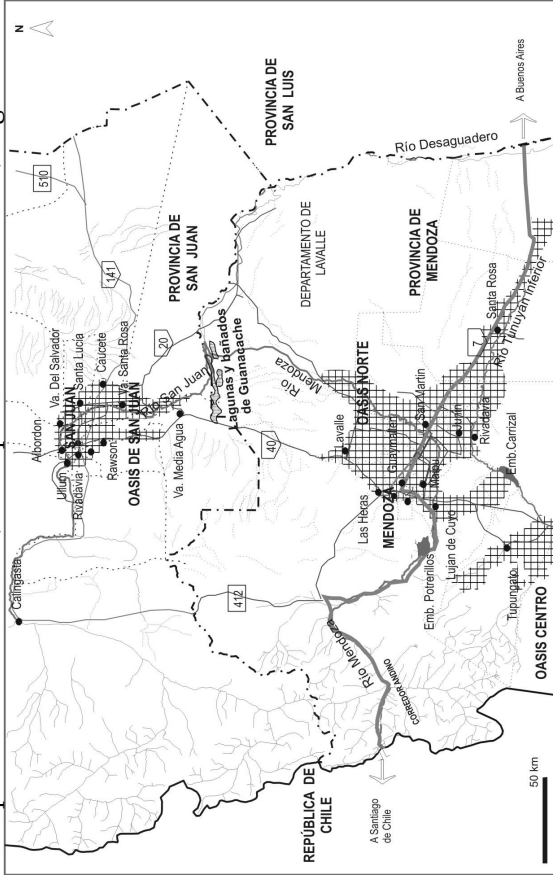 N
510
141
20
40
412
7
PROVINCIA DE
SAN LUIS
PROVINCIA DE
SAN JUAN
Río Desaguadero
A Buenos Aires
DEPARTAMENTO DE
LAVALLE
PROVINCIA DE
MENDOZA
Albordon
Va. Del Salvador
SAN JUAN
Santa Lucía
Caucete
Va. Santa Rosa
Ullum
Rivadavia
Rawson
OASIS DE SAN JUAN
Río San Juan
Va. Media Agua
Lagunas y bañados
de Guanacache
Calingasta
Río
Mendoza
OASIS NORTE
Lavalle
Las Heras
MENDOZA
Guaymallen
Maipú
San Martín
Junín
Rivadavia
Santa Rosa
Río Tunuyán Inferior
Emb.Carrizal
Lujan de Cuyo
Emb. Potrerillos
Tupungato
OASIS CENTRO
Río Mendoza
CORREDOR ANDINO
REPÚBLICA DE
CHILE
A Santiago
de Chile
50 km